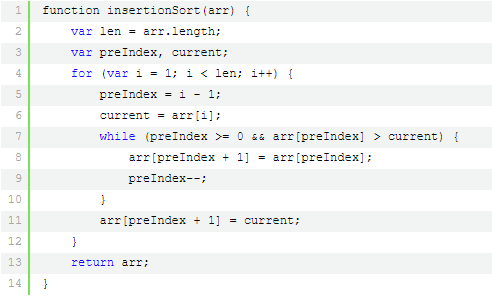 1 function insertionSort(arr) {
2     var len = arr.length;
3     var preIndex, current;
4     for (var i = 1; i < len; i++) {
5         preIndex = i - 1;
6         current = arr[i];
7         while (preIndex >= 0 && arr[preIndex] > current) {
8             arr[preIndex + 1] = arr[preIndex];
9             preIndex--;
10         }
11         arr[preIndex + 1] = current;
12     }
13     return arr;
14 }